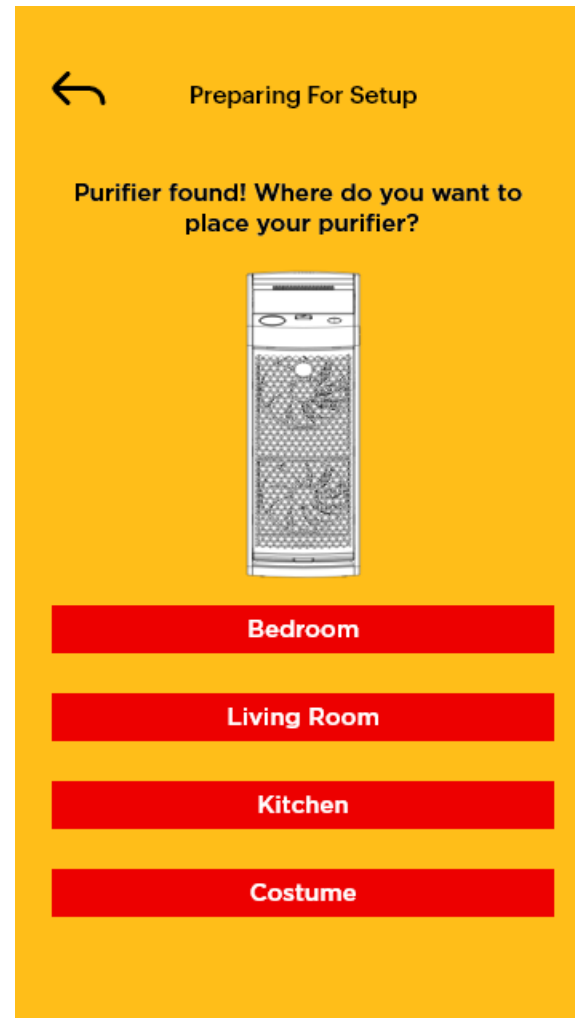 Preparing For Setup
Purifier found! Where do you want to
place your purifier?
Bedroom
Living Room
Kitchen
Costume